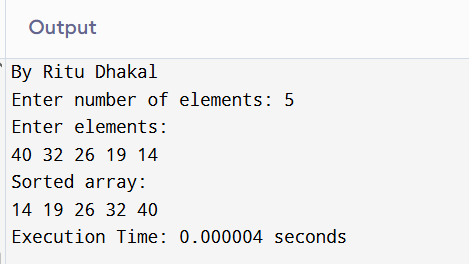 Output
By Ritu Dhakal
Enter number of elements: 5
Enter elements:
40 32 26 19 14
Sorted array:
14 19 26 32 40
Execution Time: 0.000004 seconds